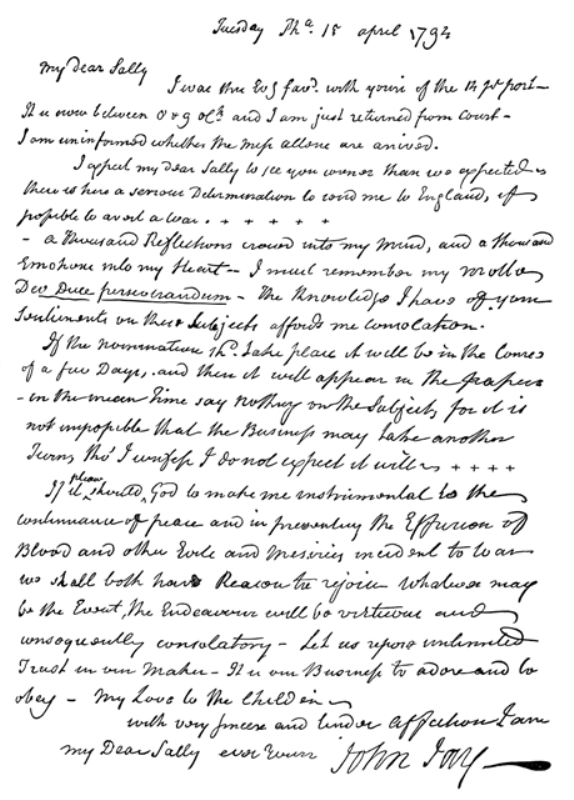 Tuesday Pha. 15 april 1794
My dear Sally
I was this Evg favd. with yours of the 14 pr post—
It is now between 8 & 9 oCk and I am just returned from Court—
I am uninformed whether the mess allone are arived.
I expect my dear Sally to see you sooner than we expected
there is here a serious Determination to send me to England, if
possible to avert a War. + + + + + +
— a thousand Reflections crowd into my mind, and a thousand
Emotions into my Heart— I must remember my motto
Deo Duce perseverandum— The Knowledge I have of your
Sentiments on these Subjects affords me consolation.
If the nomination shd. take place it will be in the Course
of a few Days, and then it will appear in the papers
— in the mean Time say nothing on the Subject, for it is
not impossible that the Business may take another
Turn, tho' I confess I do not expect it will + + + +
If it should please God to make me instrumental to the
continuance of peace and in preventing the Effusion of
Blood and other Evils and Miseries incident to War
we shall both have Reason to rejoice whatever may
be the Event, the Endeavour will be virtuous and
consequently consolatory— Let us repose unlimited
Trust in our Maker— It is our Business to adore and to
obey— My Love to the Children
with very sincere and tender affection I am
my Dear Sally ever Yours John Jay